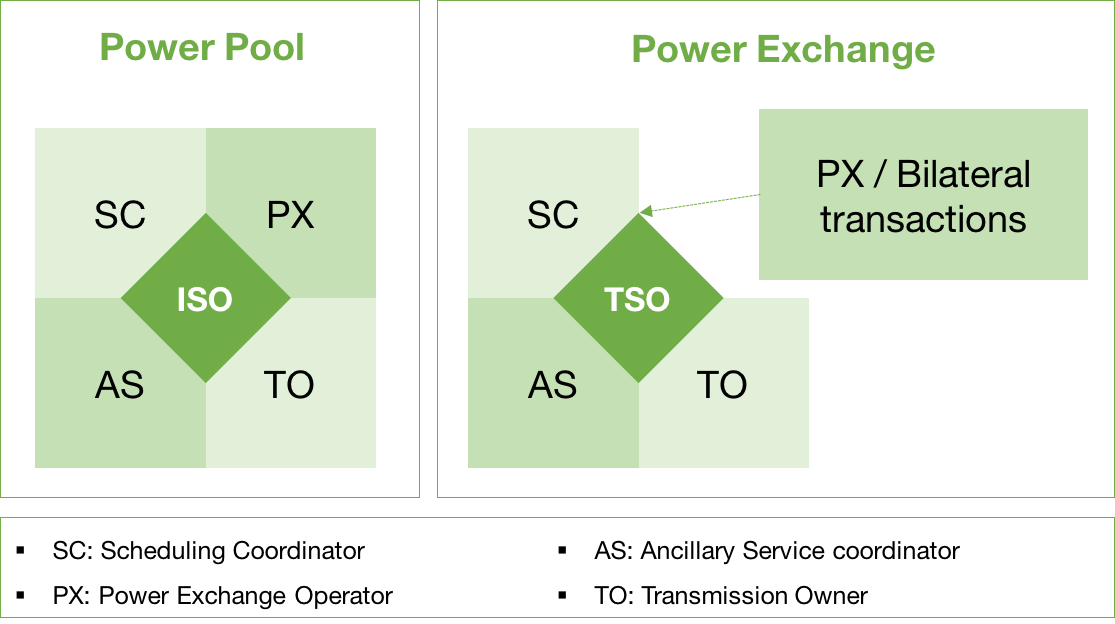 Power Pool
SC
PX
ISO
AS
TO
Power Exchange
SC
PX / Bilateral
transactions
TSO
AS
TO
▪ SC: Scheduling Coordinator
▪ PX: Power Exchange Operator
▪ AS: Ancillary Service coordinator
▪ TO: Transmission Owner